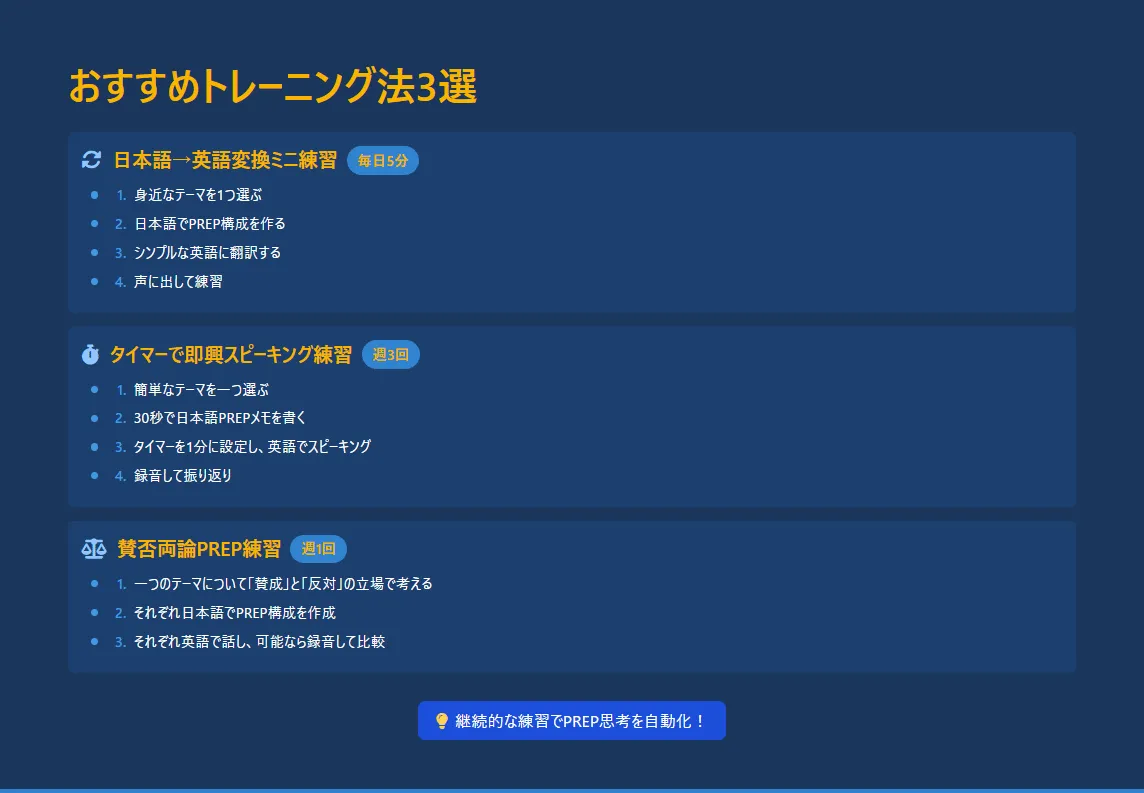 おすすめトレーニング法3選
日本語→英語変換ミニ練習 毎日5分
1. 身近なテーマを1つ選ぶ
2. 日本語でPREP構成を作る
3. シンプルな英語に翻訳する
4. 声に出して練習
タイマーで即興スピーキング練習 週3回
1. 簡単なテーマを一つ選ぶ
2. 30秒で日本語PREPメモを書く
3. タイマーを1分に設定し、英語でスピーキング
4. 録音して振り返り
賛否両論PREP練習 週1回
1. 一つのテーマについて「賛成」と「反対」の立場で考える
2. それぞれ日本語でPREP構成を作成
3. それぞれ英語で話し、可能なら録音して比較
💡 継続的な練習でPREP思考を自動化！